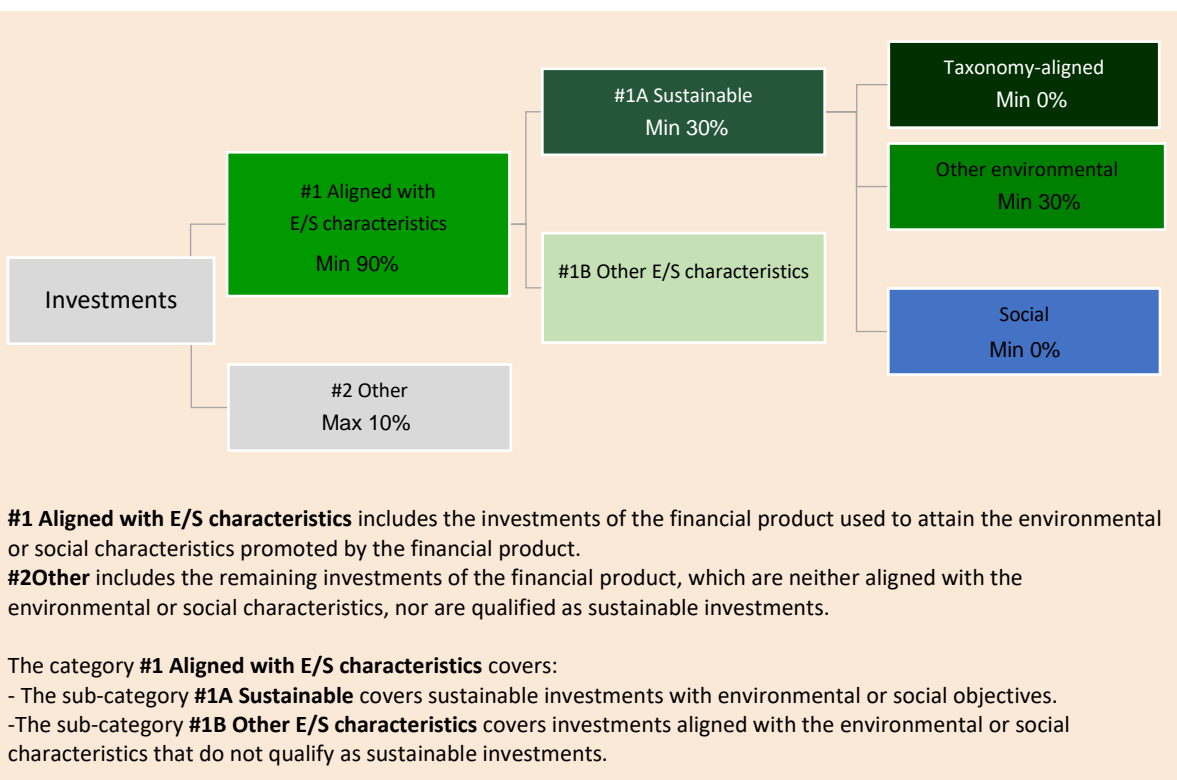 Investments
#1 Aligned with
E/S characteristics
Min 90%
#2 Other
Max 10%
#1A Sustainable
Min 30%
#1B Other E/S characteristics
Taxonomy-aligned
Min 0%
Other environmental
Min 30%
Social
Min 0%
#1 Aligned with E/S characteristics includes the investments of the financial product used to attain the environmental
or social characteristics promoted by the financial product.
#2Other includes the remaining investments of the financial product, which are neither aligned with the
environmental or social characteristics, nor are qualified as sustainable investments.
The category #1 Aligned with E/S characteristics covers:
- The sub-category #1A Sustainable covers sustainable investments with environmental or social objectives.
-The sub-category #1B Other E/S characteristics covers investments aligned with the environmental or social
characteristics that do not qualify as sustainable investments.